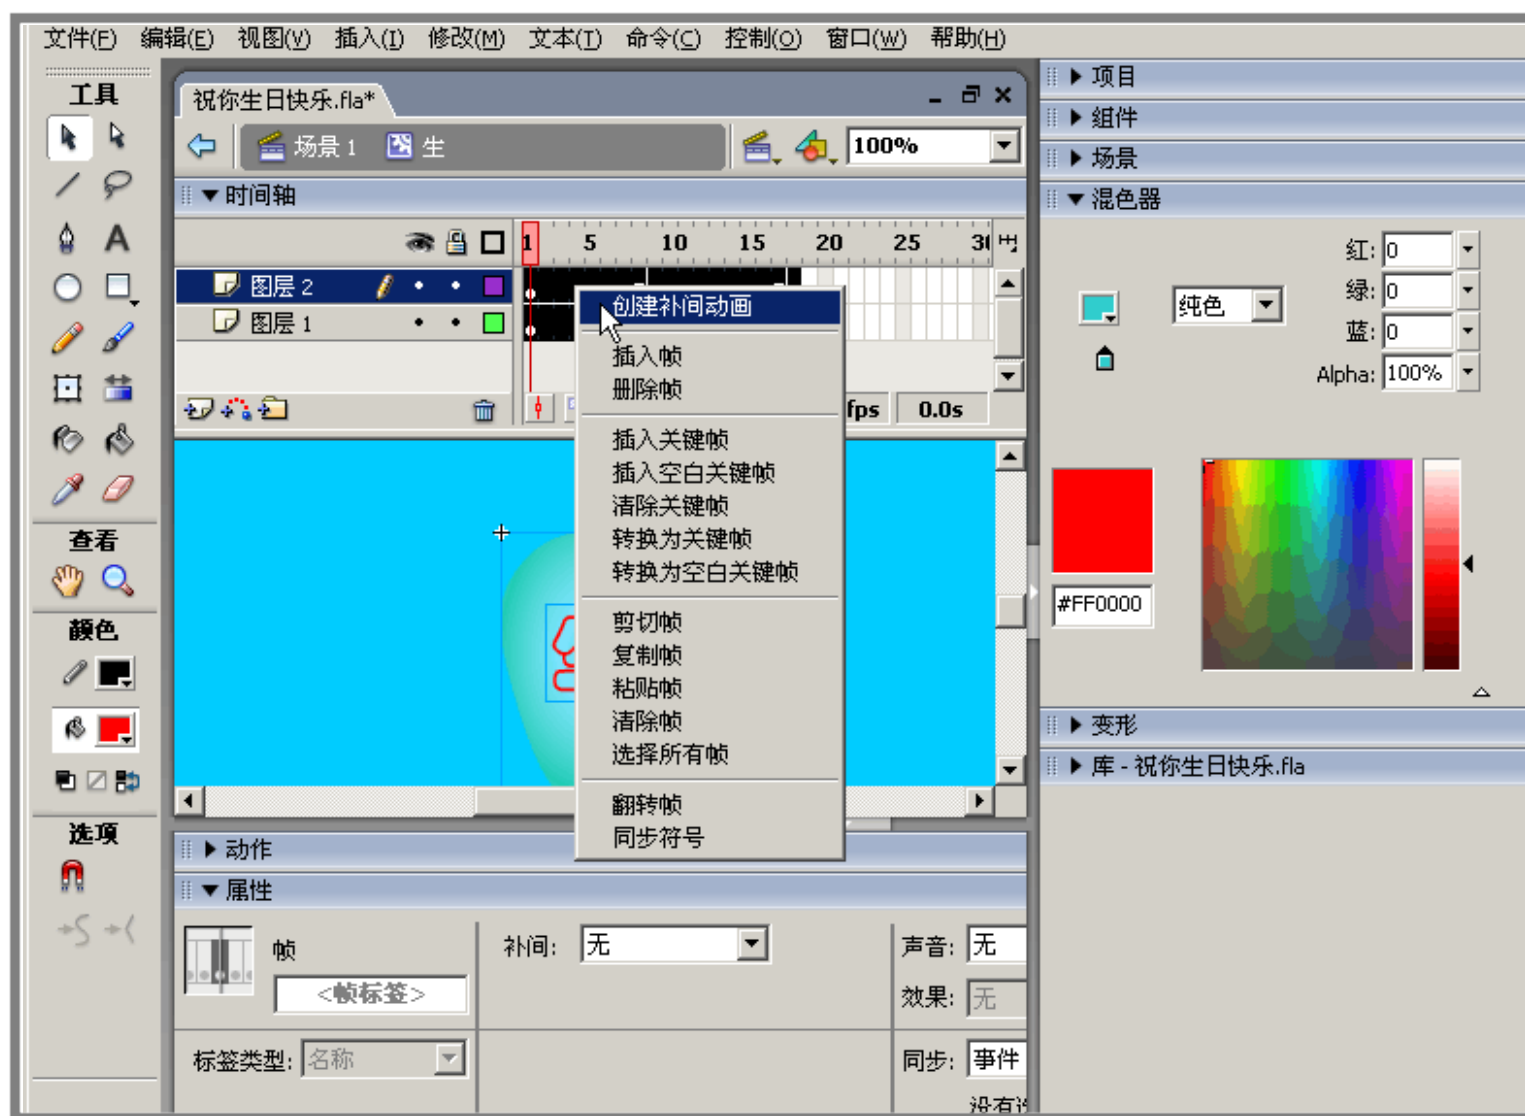 文件(F) 编辑(E) 视图(V) 插入(I) 修改(M) 文本(T) 命令(C) 控制(O) 窗口(W) 帮助(H)
工具
查看
颜色
选项
祝你生日快乐.fla*
场景 1 生 100%
时间轴
1 5 10 15 20 25
图层 2
图层 1
fps 0.0s
创建补间动画
插入帧
删除帧
插入关键帧
插入空白关键帧
清除关键帧
转换为关键帧
转换为空白关键帧
剪切帧
复制帧
粘贴帧
清除帧
选择所有帧
翻转帧
同步符号
动作
属性
帧 补间: 无 声音: 无
<帧标签> 效果: 无
标签类型: 名称 同步: 事件
没有
项目
组件
场景
混色器
红: 0
纯色 绿: 0
蓝: 0
Alpha: 100%
#FF0000
变形
库 - 祝你生日快乐.fla